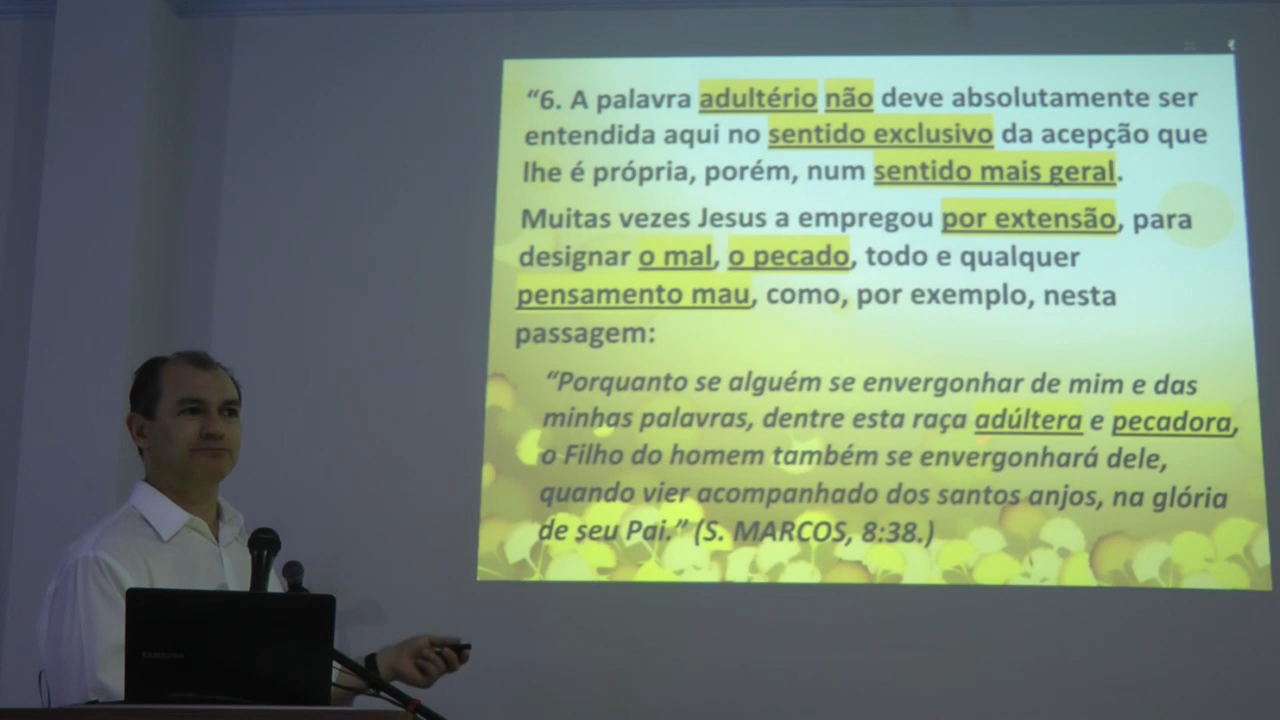 “6. A palavra adultério não deve absolutamente ser
entendida aqui no sentido exclusivo da acepção que
lhe é própria, porém, num sentido mais geral.
Muitas vezes Jesus a empregou por extensão, para
designar o mal, o pecado, todo e qualquer
pensamento mau, como, por exemplo, nesta
passagem:
“Porquanto se alguém se envergonhar de mim e das
minhas palavras, dentre esta raça adúltera e pecadora,
o Filho do homem também se envergonhará dele,
quando vier acompanhado dos santos anjos, na glória
de seu Pai.” (S. MARCOS, 8:38.)
SAMSUNG